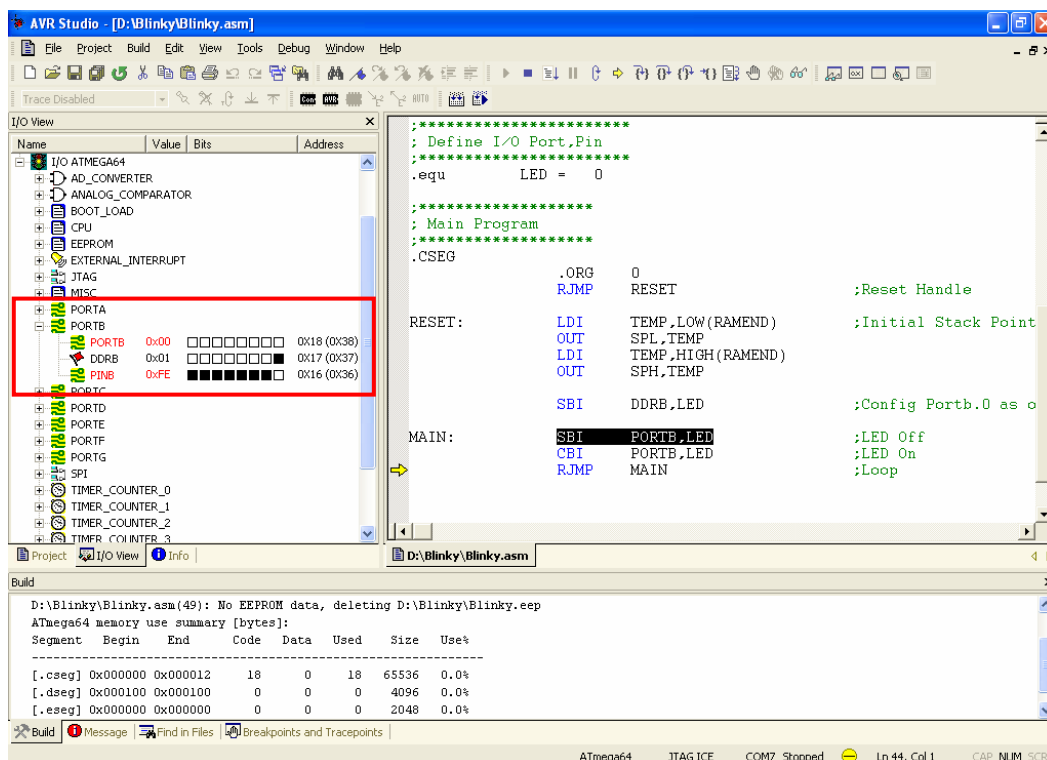 AVR Studio - [D:\Blinky\Blinky.asm]
File Project Build Edit View Tools Debug Window Help
Trace Disabled Con AVR AUTO
I/O View
Name Value Bits Address
I/O ATMEGA64
AD_CONVERTER
ANALOG_COMPARATOR
BOOT_LOAD
CPU
EEPROM
EXTERNAL_INTERRUPT
JTAG
MISC
PORTA
PORTB
PORTB 0x00 0X18 (0X38)
DDRB 0x01 0X17 (0X37)
PINB 0xFE 0X16 (0X36)
PORTC
PORTD
PORTE
PORTF
PORTG
SPI
TIMER_COUNTER_0
TIMER_COUNTER_1
TIMER_COUNTER_2
TIMER_COUNTER_3
Project I/O View Info
;***********************
; Define I/O Port,Pin
;***********************
.equ LED = 0
;*******************
; Main Program
;*******************
.CSEG
.ORG 0
RJMP RESET ;Reset Handle
RESET: LDI TEMP,LOW(RAMEND) ;Initial Stack Point
OUT SPL,TEMP
LDI TEMP,HIGH(RAMEND)
OUT SPH,TEMP
SBI DDRB,LED ;Config Portb.0 as o
MAIN: SBI PORTB,LED ;LED Off
CBI PORTB,LED ;LED On
RJMP MAIN ;Loop
D:\Blinky\Blinky.asm
Build
D:\Blinky\Blinky.asm(49): No EEPROM data, deleting D:\Blinky\Blinky.eep
ATmega64 memory use summary [bytes]:
Segment Begin End Code Data Used Size Use%
---------------------------------------------------------------
[.cseg] 0x000000 0x000012 18 0 18 65536 0.0%
[.dseg] 0x000100 0x000100 0 0 0 4096 0.0%
[.eseg] 0x000000 0x000000 0 0 0 2048 0.0%
Build Message Find in Files Breakpoints and Tracepoints
ATmega64 JTAG ICE COM7 Stopped Ln 44, Col 1 CAP NUM SCR